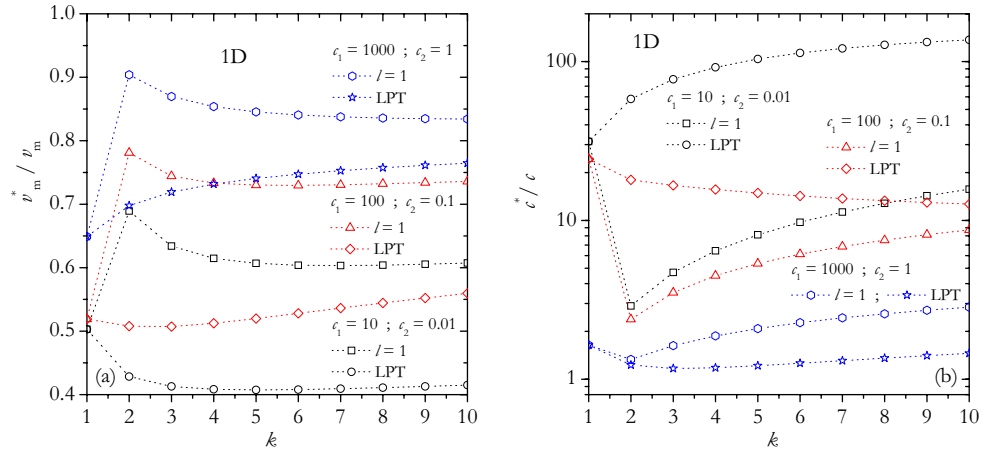 1D
c₁ = 1000 ; c₂ = 1
l = 1
LPT
c₁ = 100 ; c₂ = 0.1
l = 1
LPT
c₁ = 10 ; c₂ = 0.01
l = 1
LPT
(a)
1.0
0.9
0.8
0.7
0.6
0.5
0.4
1 2 3 4 5 6 7 8 9 10
k
v*ₘ / vₘ
1D
c₁ = 10 ; c₂ = 0.01
l = 1
LPT
c₁ = 100 ; c₂ = 0.1
l = 1
LPT
c₁ = 1000 ; c₂ = 1
l = 1 ; LPT
(b)
100
10
1
1 2 3 4 5 6 7 8 9 10
k
c* / c